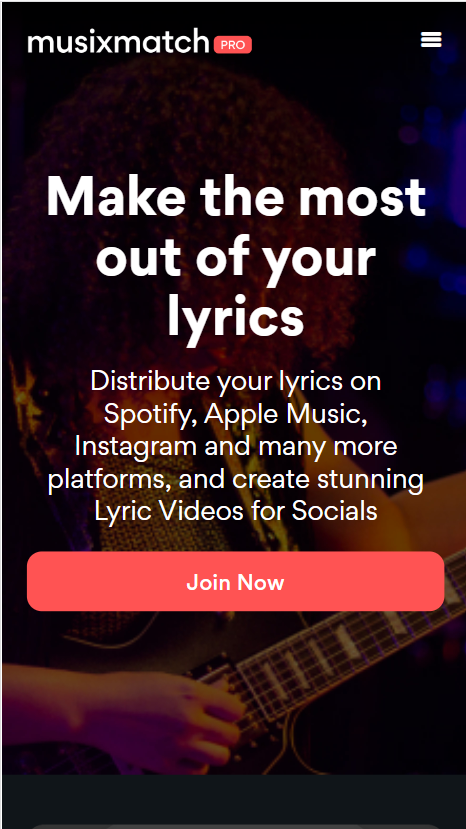 musixmatch PRO
Make the most
out of your
lyrics
Distribute your lyrics on
Spotify, Apple Music,
Instagram and many more
platforms, and create stunning
Lyric Videos for Socials
Join Now